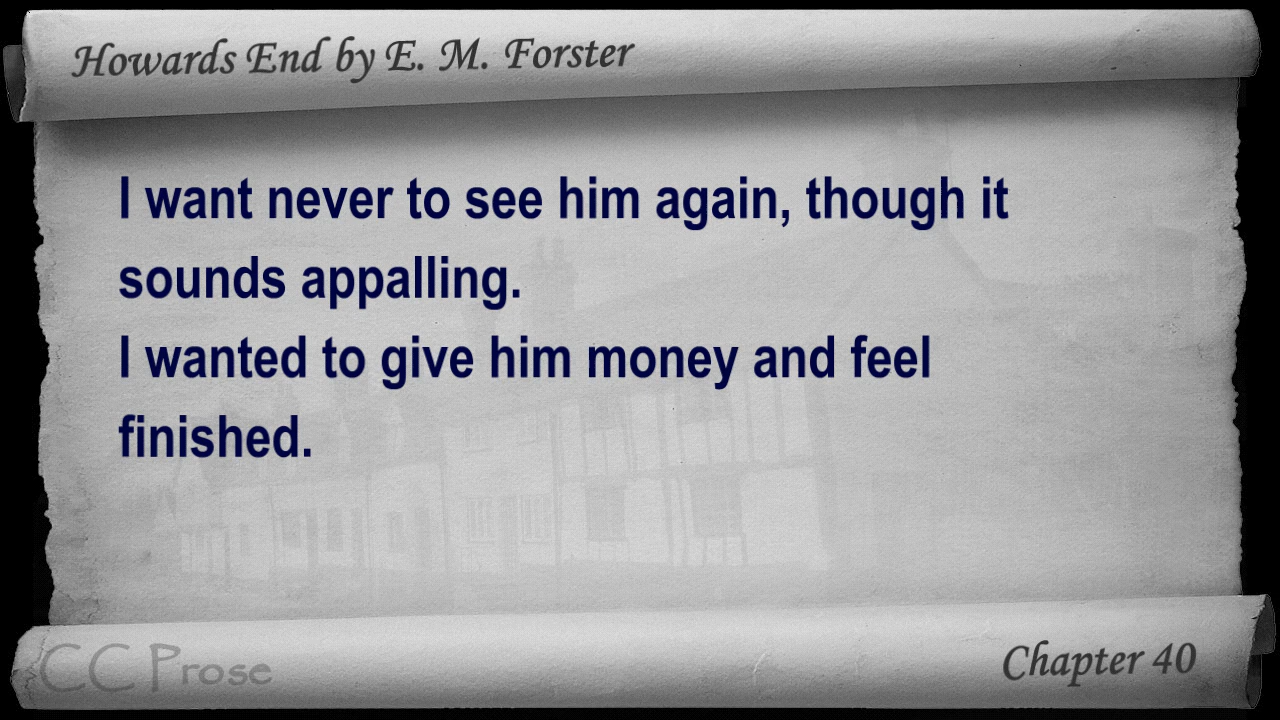 Howards End by E. M. Forster
I want never to see him again, though it
sounds appalling.
I wanted to give him money and feel
finished.
CC Prose
Chapter 40